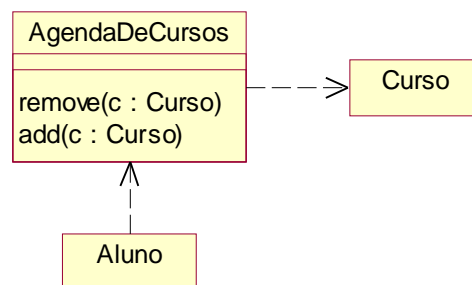 AgendaDeCursos
remove(c : Curso)
add(c : Curso)
Curso
Aluno